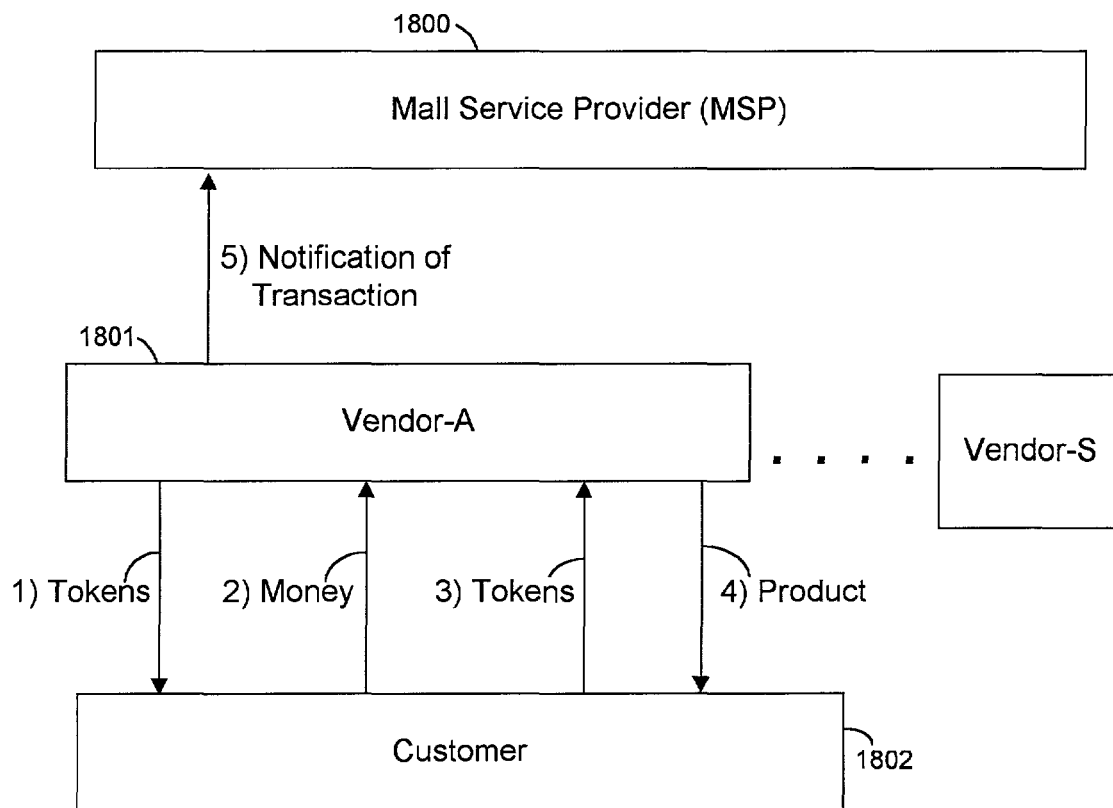 1800
Mall Service Provider (MSP)
5) Notification of
Transaction
1801
Vendor-A
. . . .
Vendor-S
1) Tokens
2) Money
3) Tokens
4) Product
Customer
1802